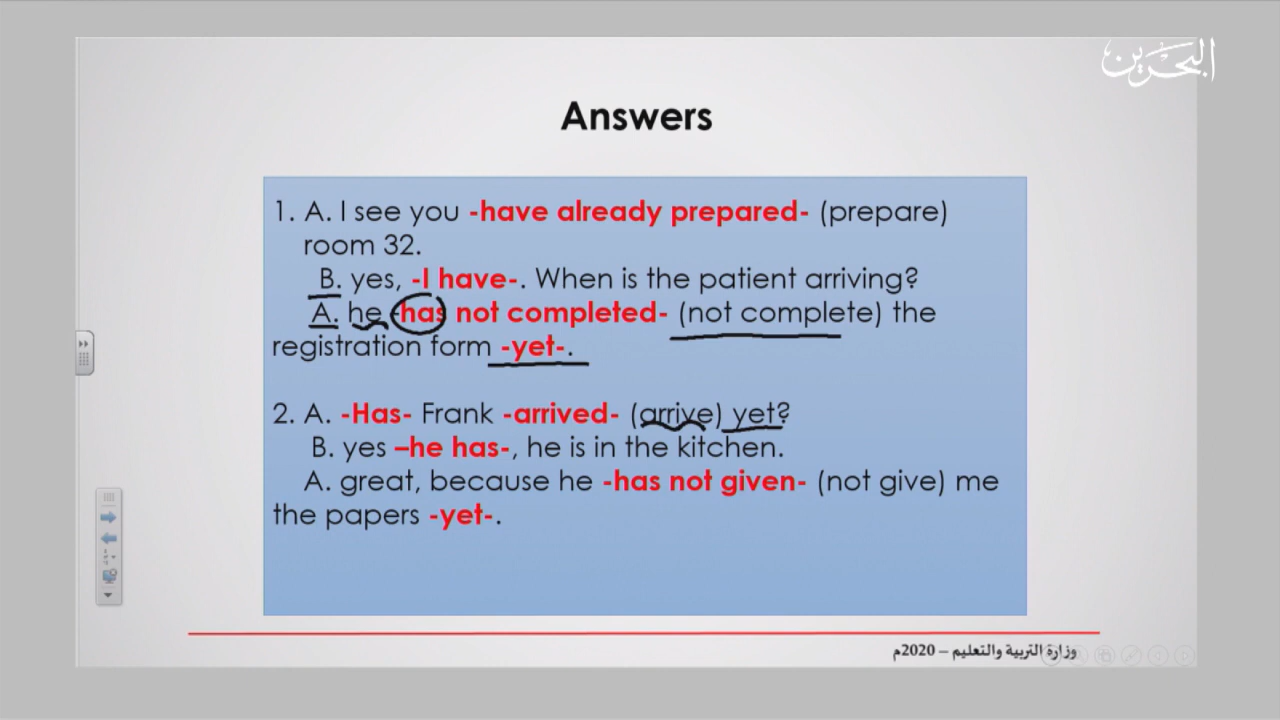 البحرين
Answers
1. A. I see you -have already prepared- (prepare)
room 32.
B. yes, -I have-. When is the patient arriving?
A. he -has not completed- (not complete) the
registration form -yet-.
2. A. -Has- Frank -arrived- (arrive) yet?
B. yes –he has-, he is in the kitchen.
A. great, because he -has not given- (not give) me
the papers -yet-.
وزارة التربية والتعليم – 2020م